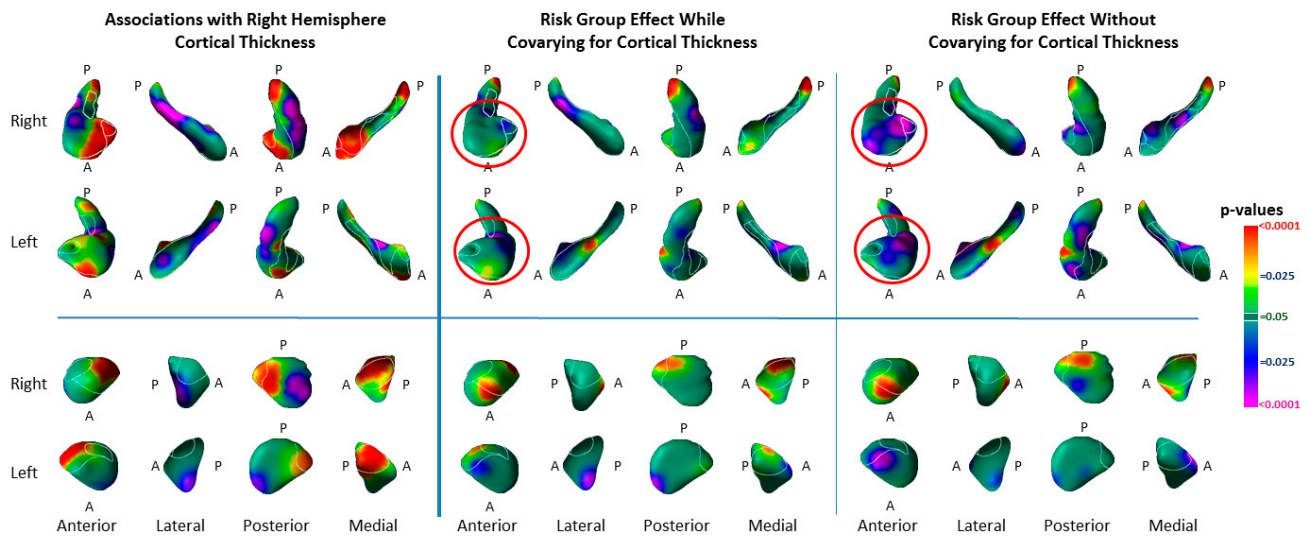 Associations with Right Hemisphere
Cortical Thickness
Risk Group Effect While
Covarying for Cortical Thickness
Risk Group Effect Without
Covarying for Cortical Thickness
P P P P P P P P P P P P
Right
A A A A A A A A A A A A
P P P P P P P P P P P P
Left
A A A A A A A A A A A A
p-values
<0.0001
=0.025
=0.05
=0.025
<0.0001
P P P
Right
P A A P P A A P P A A P
A A A
P P P
Left
A P P A A P P A A P P A
A A A
Anterior Lateral Posterior Medial Anterior Lateral Posterior Medial Anterior Lateral Posterior Medial